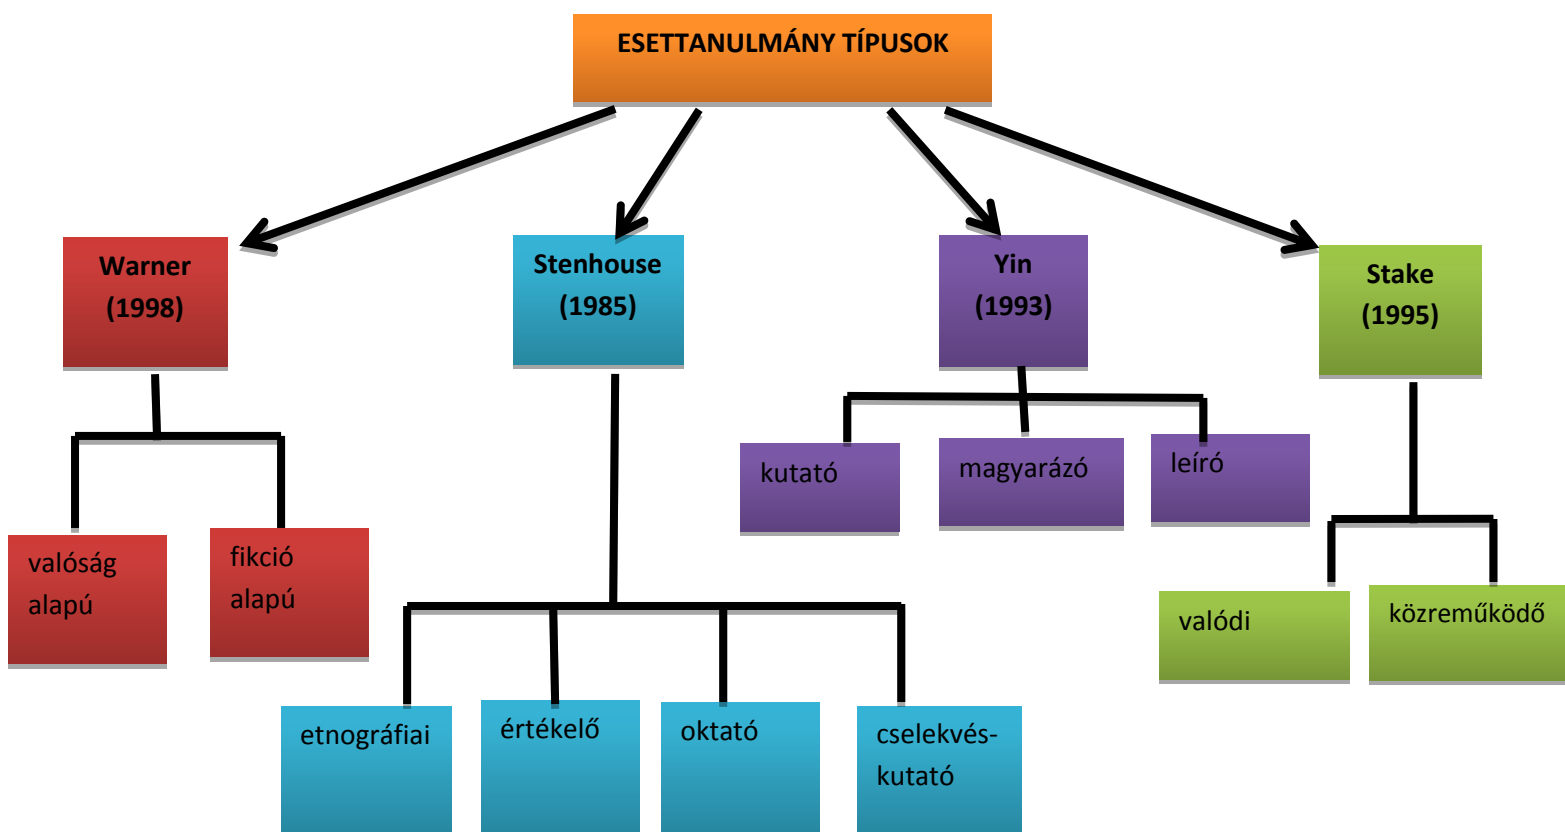 ESETTANULMÁNY TÍPUSOK
Warner
(1998)
Stenhouse
(1985)
Yin
(1993)
Stake
(1995)
kutató
magyarázó
leíró
valóság
alapú
fikció
alapú
valódi
közreműködő
etnográfiai
értékelő
oktató
cselekvés-
kutató